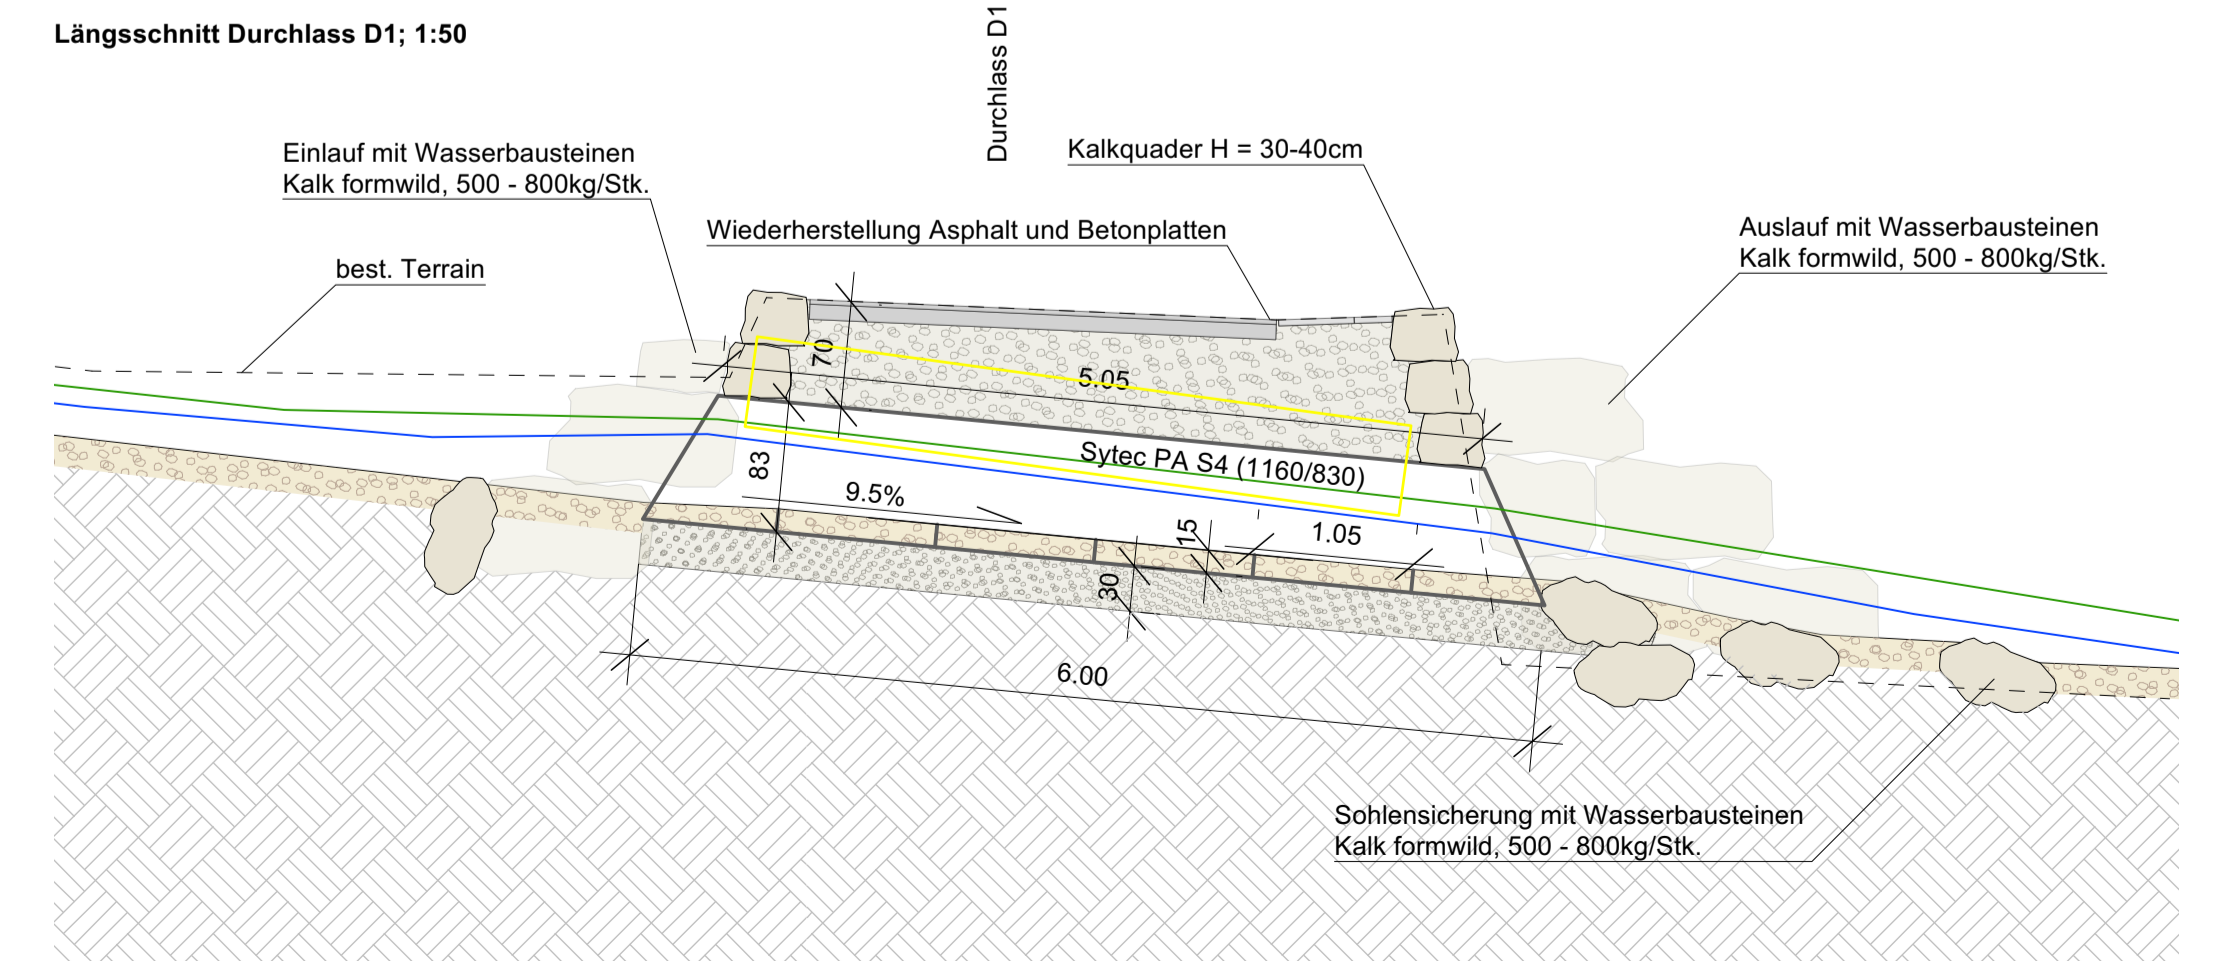 Längsschnitt Durchlass D1; 1:50
Durchlass D1
Einlauf mit Wasserbausteinen
Kalk formwild, 500 - 800kg/Stk.
Kalkquader H = 30-40cm
Wiederherstellung Asphalt und Betonplatten
Auslauf mit Wasserbausteinen
Kalk formwild, 500 - 800kg/Stk.
best. Terrain
70
5.05
Sytec PA S4 (1160/830)
83
9.5%
15
1.05
30
6.00
Sohlensicherung mit Wasserbausteinen
Kalk formwild, 500 - 800kg/Stk.